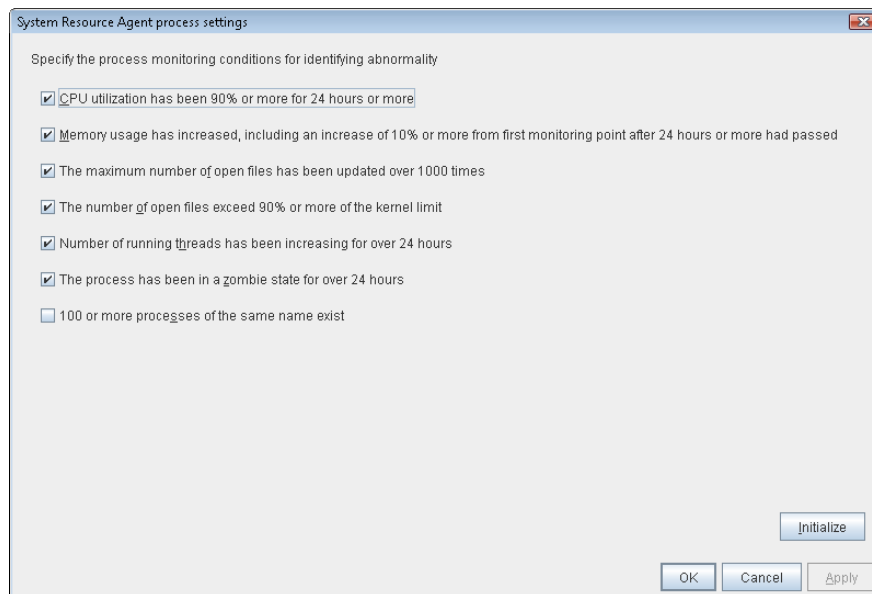 System Resource Agent process settings
Specify the process monitoring conditions for identifying abnormality
CPU utilization has been 90% or more for 24 hours or more
Memory usage has increased, including an increase of 10% or more from first monitoring point after 24 hours or more had passed
The maximum number of open files has been updated over 1000 times
The number of open files exceed 90% or more of the kernel limit
Number of running threads has been increasing for over 24 hours
The process has been in a zombie state for over 24 hours
100 or more processes of the same name exist
Initialize
OK Cancel Apply